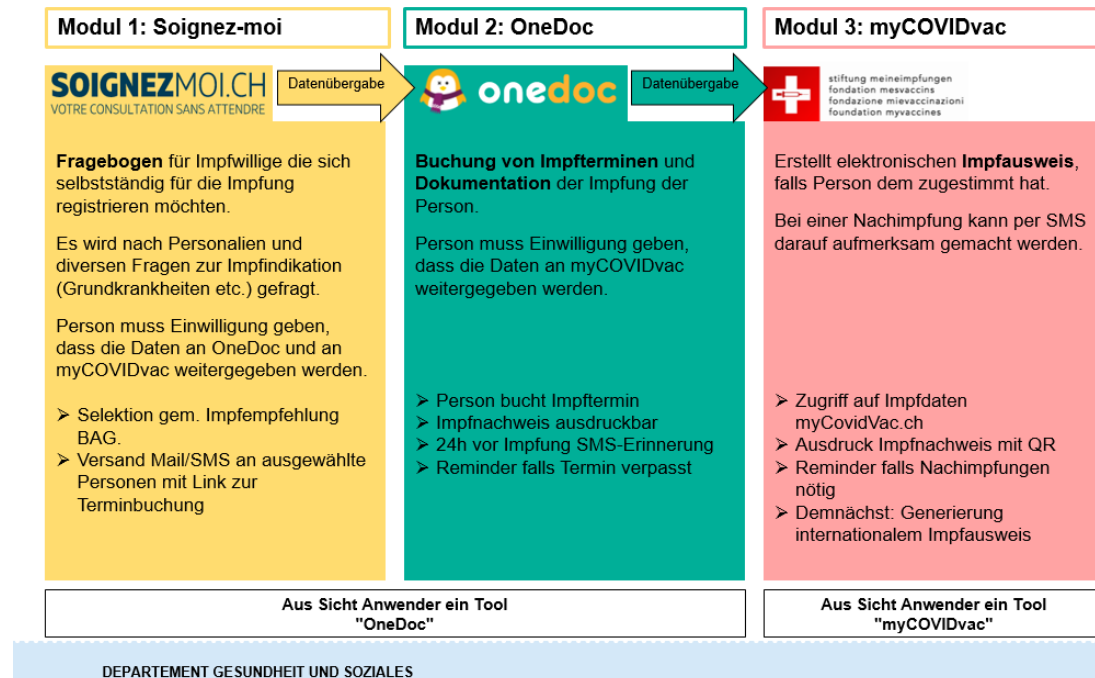 Modul 1: Soignez-moi
SOIGNEZMOI.CH
VOTRE CONSULTATION SANS ATTENDRE
Datenübergabe
Fragebogen für Impfwillige die sich
selbstständig für die Impfung
registrieren möchten.
Es wird nach Personalien und
diversen Fragen zur Impfindikation
(Grundkrankheiten etc.) gefragt.
Person muss Einwilligung geben,
dass die Daten an OneDoc und an
myCOVIDvac weitergegeben werden.
➢ Selektion gem. Impfempfehlung
BAG.
➢ Versand Mail/SMS an ausgewählte
Personen mit Link zur
Terminbuchung
Modul 2: OneDoc
onedoc
Datenübergabe
Buchung von Impfterminen und
Dokumentation der Impfung der
Person.
Person muss Einwilligung geben,
dass die Daten an myCOVIDvac
weitergegeben werden.
➢ Person bucht Impftermin
➢ Impfnachweis ausdruckbar
➢ 24h vor Impfung SMS-Erinnerung
➢ Reminder falls Termin verpasst
Modul 3: myCOVIDvac
stiftung meineimpfungen
fondation mesvaccins
fondazione mievaccinazioni
foundation myvaccines
Erstellt elektronischen Impfausweis,
falls Person dem zugestimmt hat.
Bei einer Nachimpfung kann per SMS
darauf aufmerksam gemacht werden.
➢ Zugriff auf Impfdaten
myCovidVac.ch
➢ Ausdruck Impfnachweis mit QR
➢ Reminder falls Nachimpfungen
nötig
➢ Demnächst: Generierung
internationalem Impfausweis
Aus Sicht Anwender ein Tool
"OneDoc"
Aus Sicht Anwender ein Tool
"myCOVIDvac"
DEPARTEMENT GESUNDHEIT UND SOZIALES